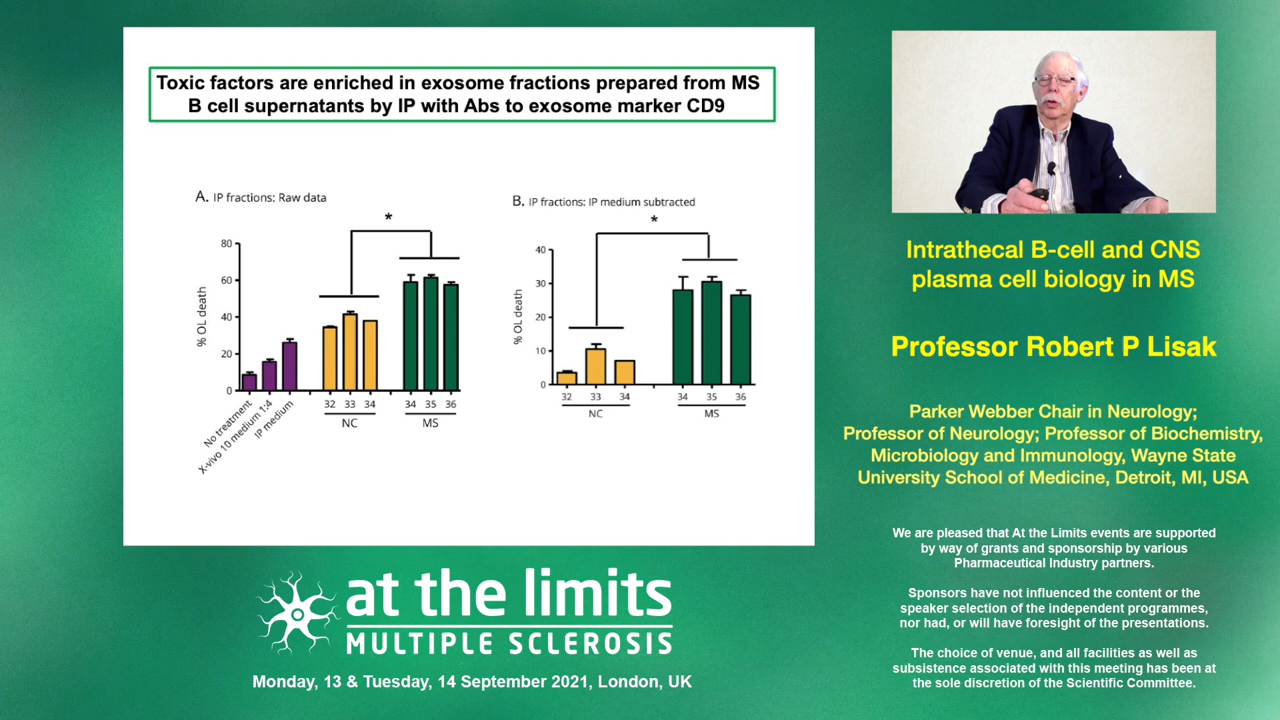 Toxic factors are enriched in exosome fractions prepared from MS
B cell supernatants by IP with Abs to exosome marker CD9
A. IP fractions: Raw data
*
80
60
40
20
0
% OL death
No treatment
X-vivo 10 medium 1:4
IP medium
32 33 34
NC
34 35 36
MS
B. IP fractions: IP medium subtracted
*
40
30
20
10
0
% OL death
32 33 34
NC
34 35 36
MS
Intrathecal B-cell and CNS
plasma cell biology in MS
Professor Robert P Lisak
Parker Webber Chair in Neurology;
Professor of Neurology; Professor of Biochemistry,
Microbiology and Immunology, Wayne State
University School of Medicine, Detroit, MI, USA
We are pleased that At the Limits events are supported
by way of grants and sponsorship by various
Pharmaceutical Industry partners.
Sponsors have not influenced the content or the
speaker selection of the independent programmes,
nor had, or will have foresight of the presentations.
The choice of venue, and all facilities as well as
subsistence associated with this meeting has been at
the sole discretion of the Scientific Committee.
at the limits
MULTIPLE SCLEROSIS
Monday, 13 & Tuesday, 14 September 2021, London, UK